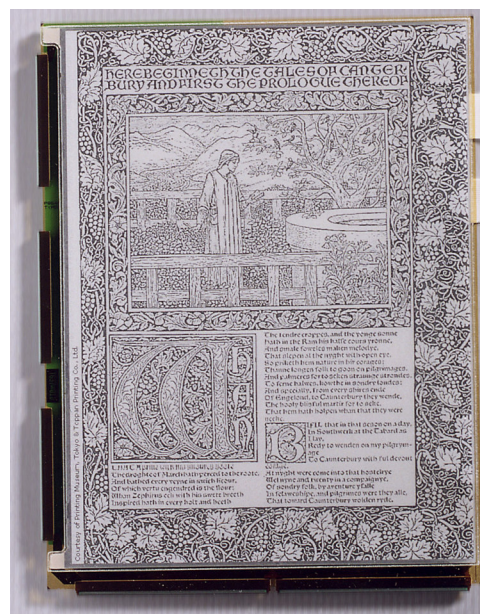 HERE BEGINNETH THE TALES OF CANTER
BURY AND FIRST THE PROLOGUE THEREOF
WHAN
THAT Aprille with his shoures soote
The droghte of March hath perced to the roote,
And bathed every veyne in swich licour,
Of which vertu engendred is the flour;
Whan Zephirus eek with his swete breeth
Inspired hath in every holt and heeth
The tendre croppes, and the yonge sonne
Hath in the Ram his halfe cours yronne,
And smale foweles maken melodye,
That slepen al the nyght with open eye,
So priketh hem nature in hir corages;
Thanne longen folk to goon on pilgrimages,
And palmeres for to seken straunge strondes,
To ferne halwes, kowthe in sondry londes;
And specially, from every shires ende
Of Engelond, to Caunterbury they wende,
The hooly blisful martir for to seke,
That hem hath holpen whan that they were
seeke.
BIFIL that in that seson on a day,
In Southwerk at the Tabard as
I lay,
Redy to wenden on my pilgrym-
age
To Caunterbury with ful devout
corage,
At nyght were come into that hostelrye
Wel nyne and twenty in a compaignye,
Of sondry folk, by aventure yfalle
In felaweshipe, and pilgrimes were they alle,
That toward Caunterbury wolden ryde.
Courtesy of Printing Museum, Tokyo & Toppan Printing Co., Ltd.